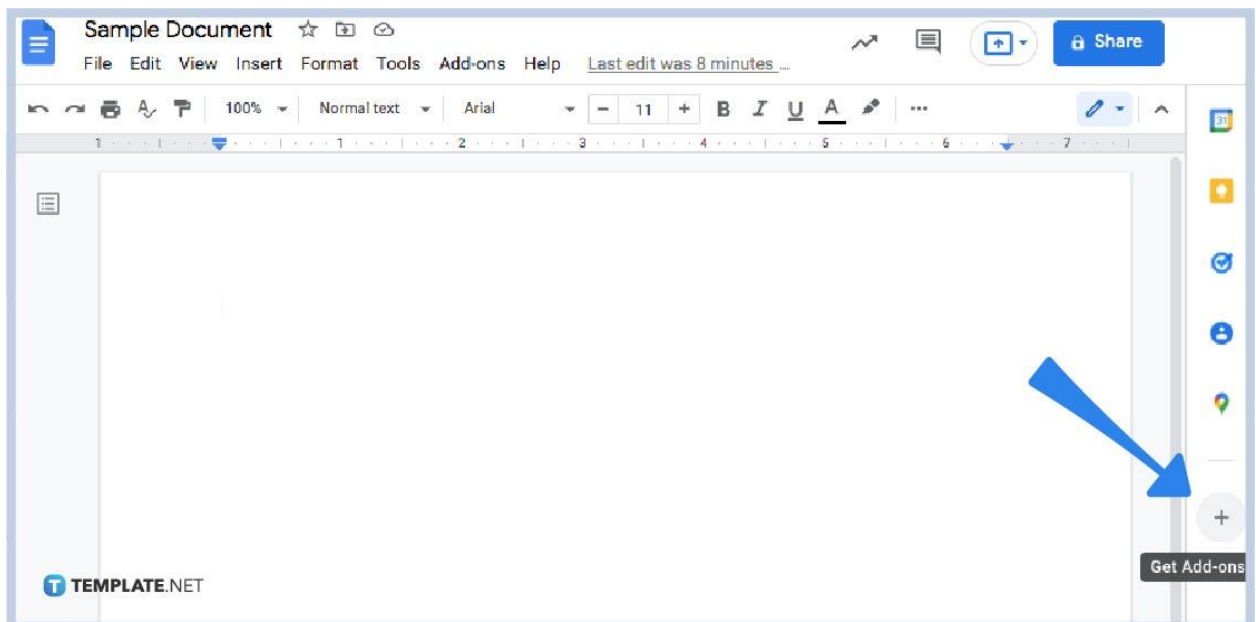 Sample Document
File Edit View Insert Format Tools Add-ons Help Last edit was 8 minutes ...
Share
100% Normal text Arial - 11 + B I U A ...
31
1 1 2 3 4 5 6 7
Get Add-ons
T TEMPLATE.NET